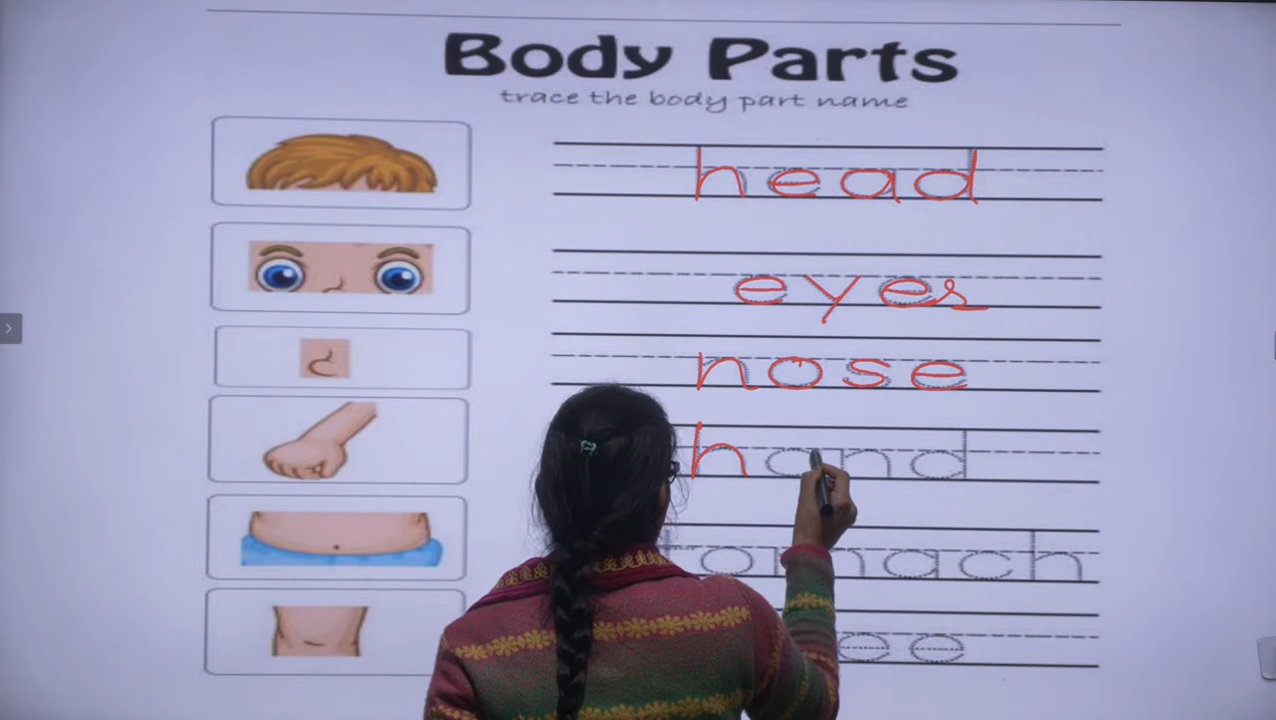 Body Parts
trace the body part name
head
eyes
nose
hand